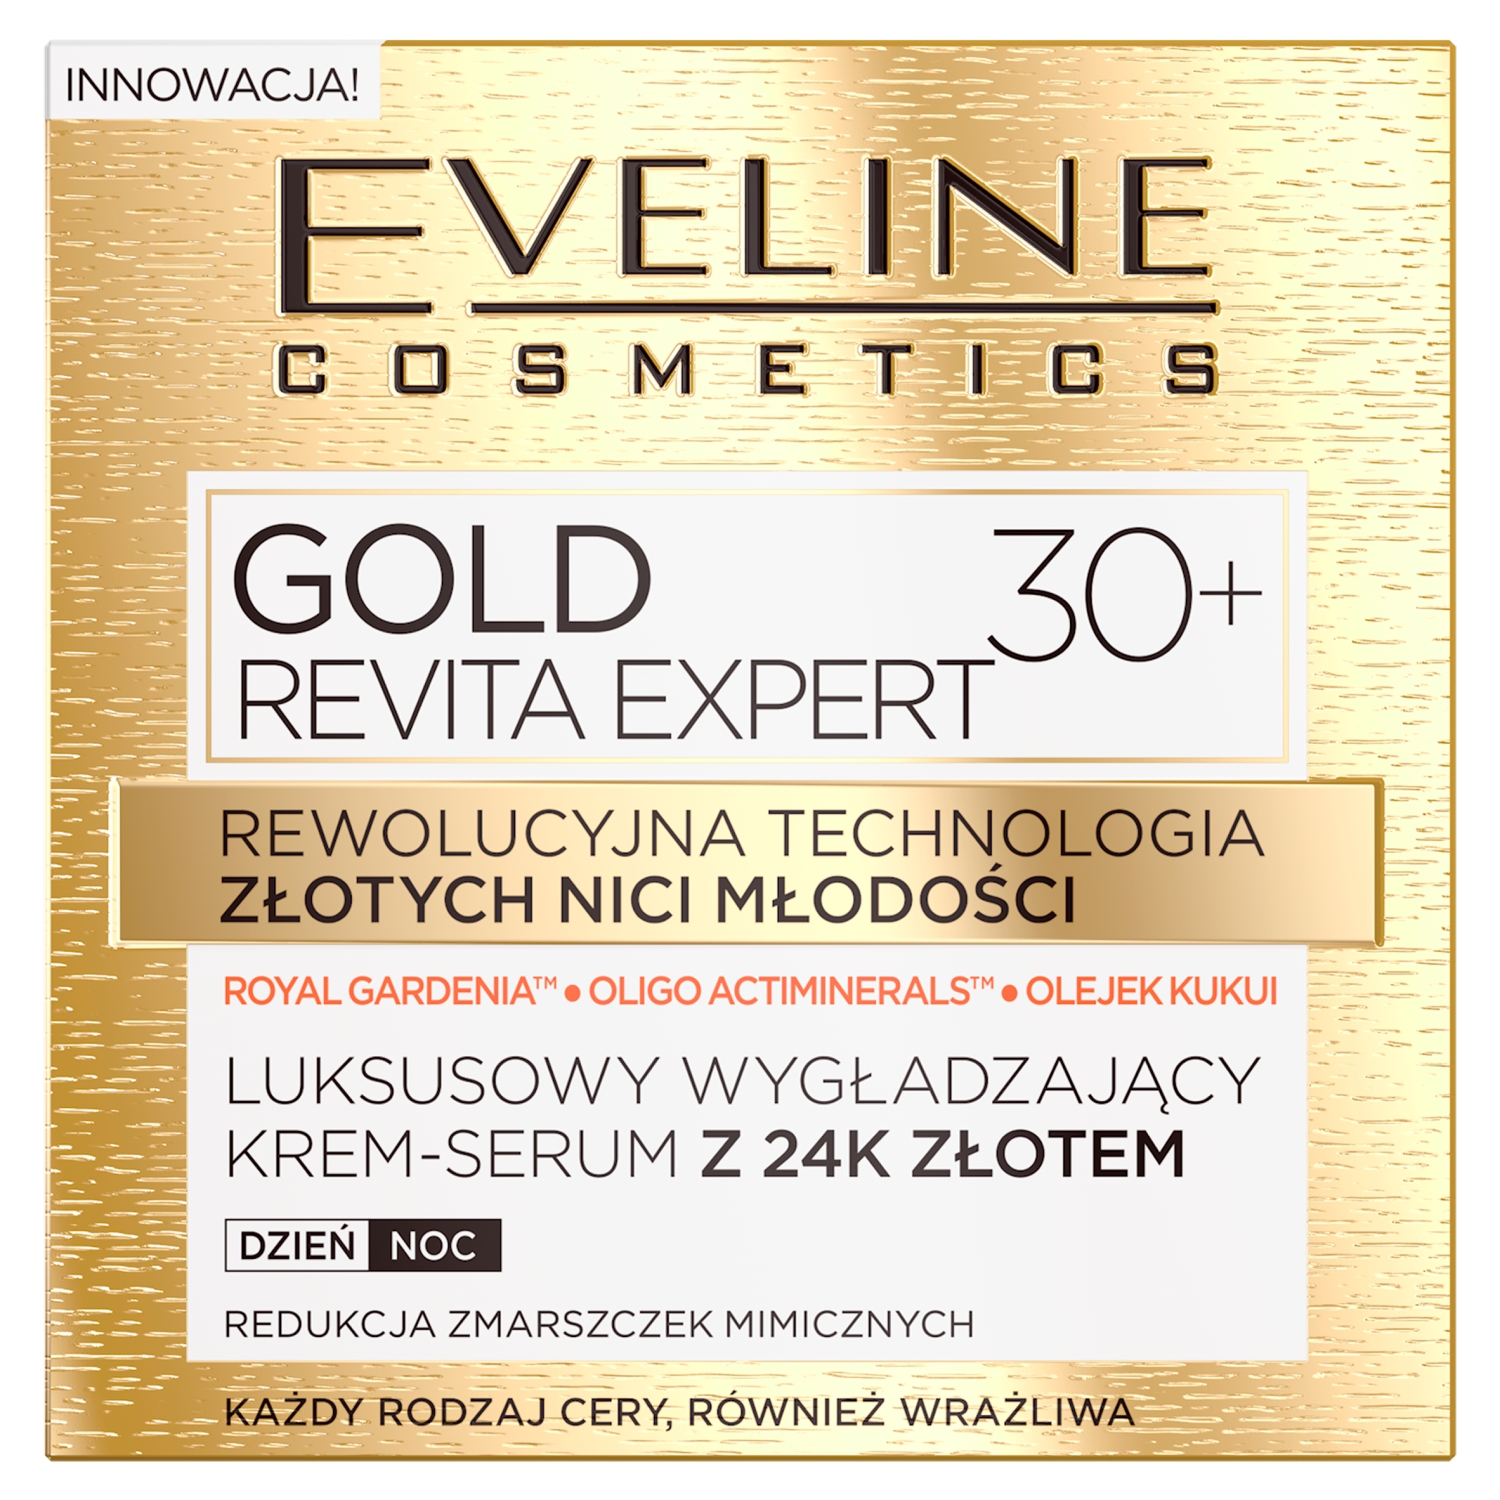 INNOWACJA!
EVELINE
COSMETICS
GOLD 30+
REVITA EXPERT
REWOLUCYJNA TECHNOLOGIA
ZŁOTYCH NICI MŁODOŚCI
ROYAL GARDENIA™ • OLIGO ACTIMINERALS™ • OLEJEK KUKUI
LUKSUSOWY WYGŁADZAJĄCY
KREM-SERUM Z 24K ZŁOTEM
DZIEŃ NOC
REDUKCJA ZMARSZCZEK MIMICZNYCH
KAŻDY RODZAJ CERY, RÓWNIEŻ WRAŻLIWA